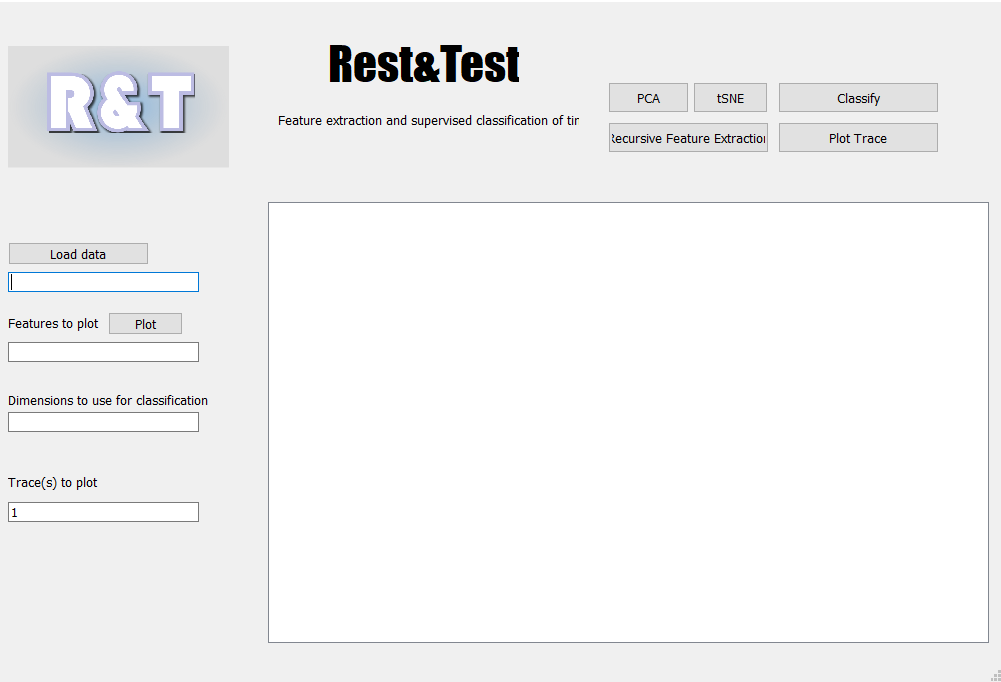 R&T
Rest&Test
Feature extraction and supervised classification of tir
PCA
tSNE
Classify
Recursive Feature Extraction
Plot Trace
Load data
Features to plot
Plot
Dimensions to use for classification
Trace(s) to plot
1